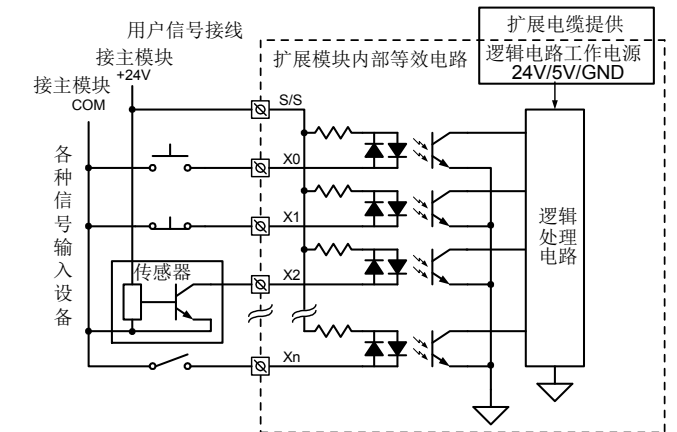 用户信号接线
接主模块
+24V
接主模块
COM
各种信号输入设备
传感器
扩展模块内部等效电路
扩展电缆提供
逻辑电路工作电源
24V/5V/GND
S/S
X0
X1
X2
Xn
逻辑
处理
电路